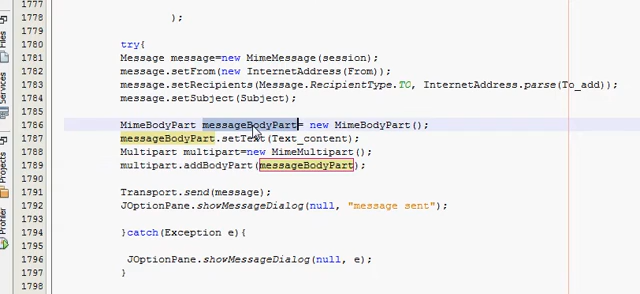 1777
1778 );
1779
1780 try{
1781 Message message=new MimeMessage(session);
1782 message.setFrom(new InternetAddress(From));
1783 message.setRecipients(Message.RecipientType.TO, InternetAddress.parse(To_add));
1784 message.setSubject(Subject);
1785
1786 MimeBodyPart messageBodyPart= new MimeBodyPart();
1787 messageBodyPart.setText(Text_content);
1788 Multipart multipart=new MimeMultipart();
1789 multipart.addBodyPart(messageBodyPart);
1790
1791 Transport.send(message);
1792 JOptionPane.showMessageDialog(null, "message sent");
1793
1794 }catch(Exception e){
1795
1796 JOptionPane.showMessageDialog(null, e);
1797 }
1798
Files
Services
Projects
Profiler